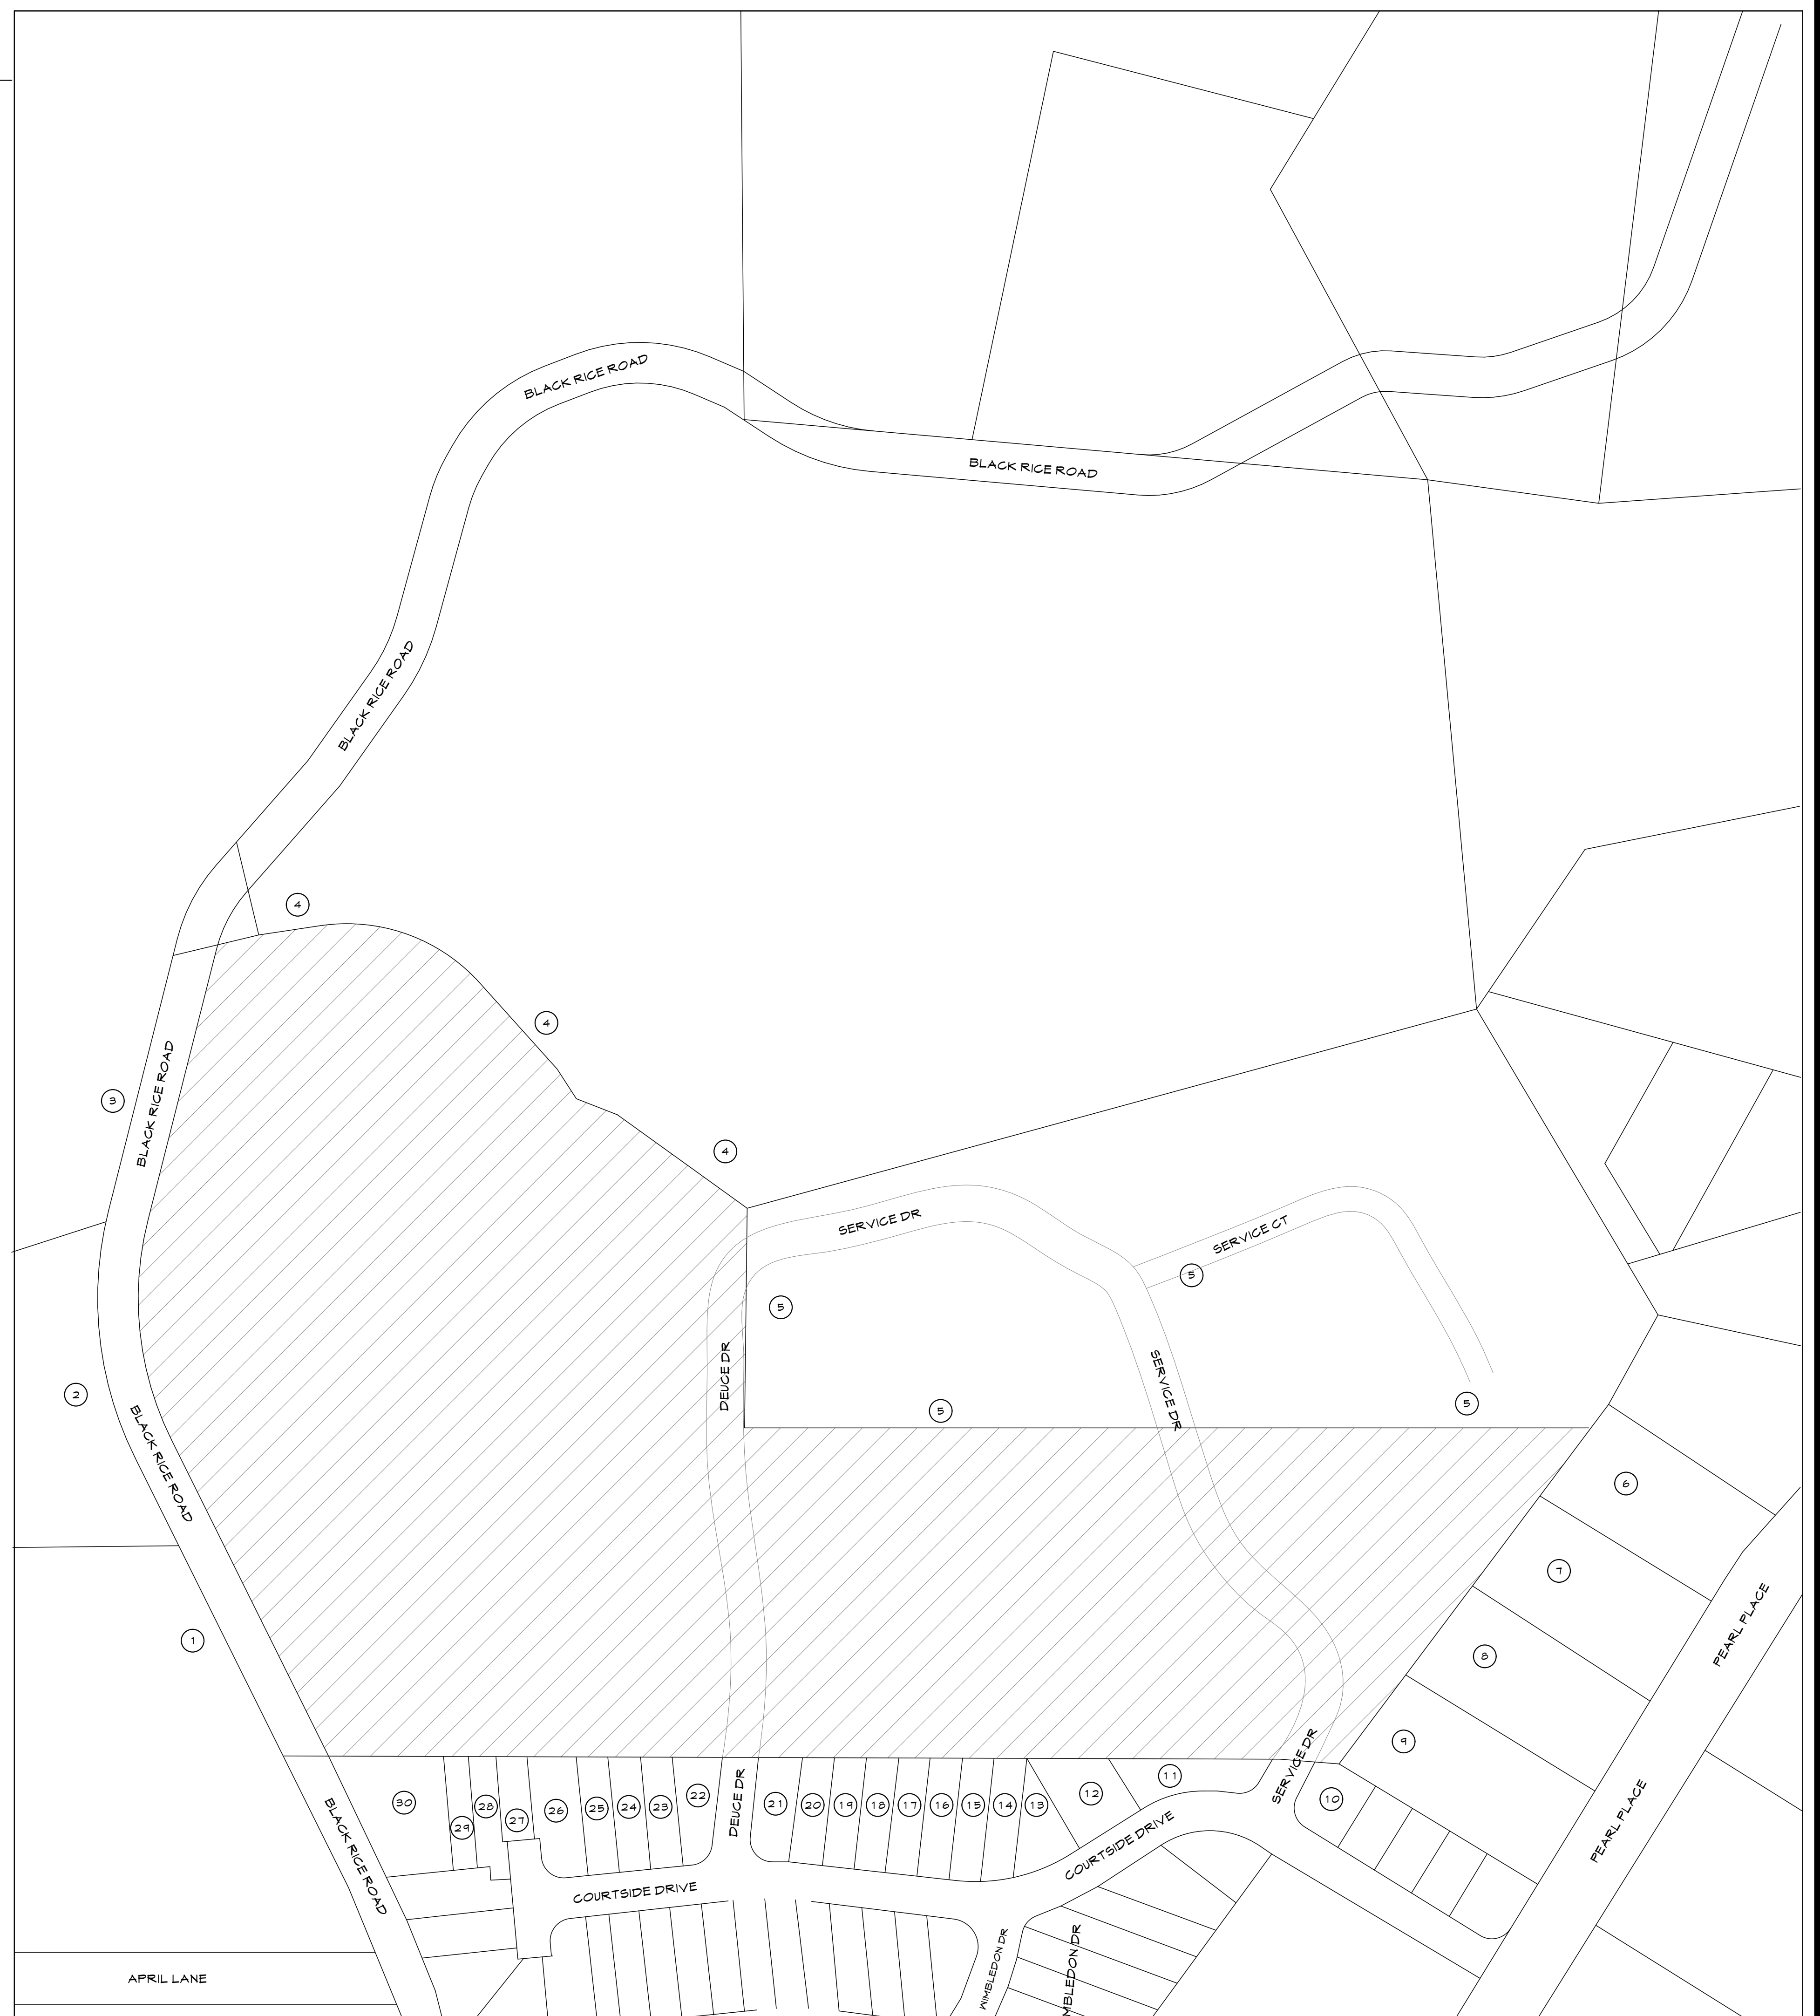 BLACK RICE ROAD
BLACK RICE ROAD
BLACK RICE ROAD
4
4
3
BLACK RICE ROAD
4
SERVICE DR
SERVICE CT
5
5
DEUCE DR
SERVICE DR
2
5
5
BLACK RICE ROAD
6
7
PEARL PLACE
1
8
SERVICE DR
9
11
12
10
30
29
28
27
26
25
24
23
22
DEUCE DR
21
20
19
18
17
16
15
14
13
COURTSIDE DRIVE
PEARL PLACE
BLACK RICE ROAD
COURTSIDE DRIVE
WIMBLEDON DR
MBLEDON DR
APRIL LANE